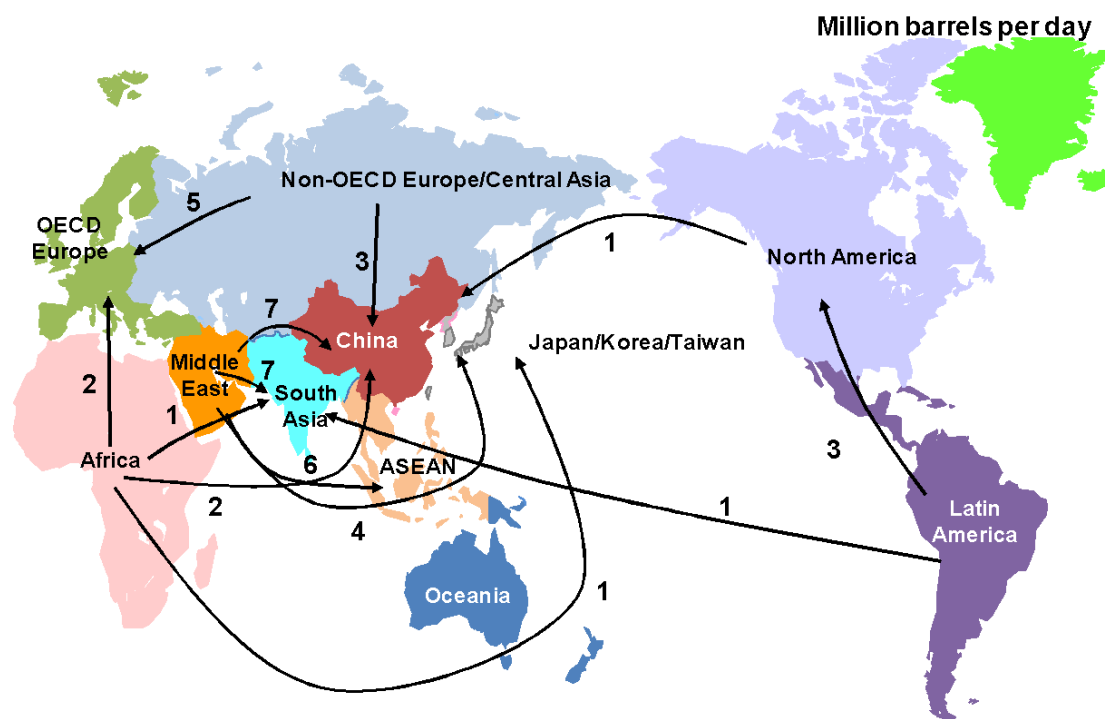 Million barrels per day
Non-OECD Europe/Central Asia
5
OECD
Europe
3
1
North America
7
China
Japan/Korea/Taiwan
Middle
East
7
South
Asia
2
1
Africa
6
ASEAN
3
2
4
1
Latin
America
Oceania
1